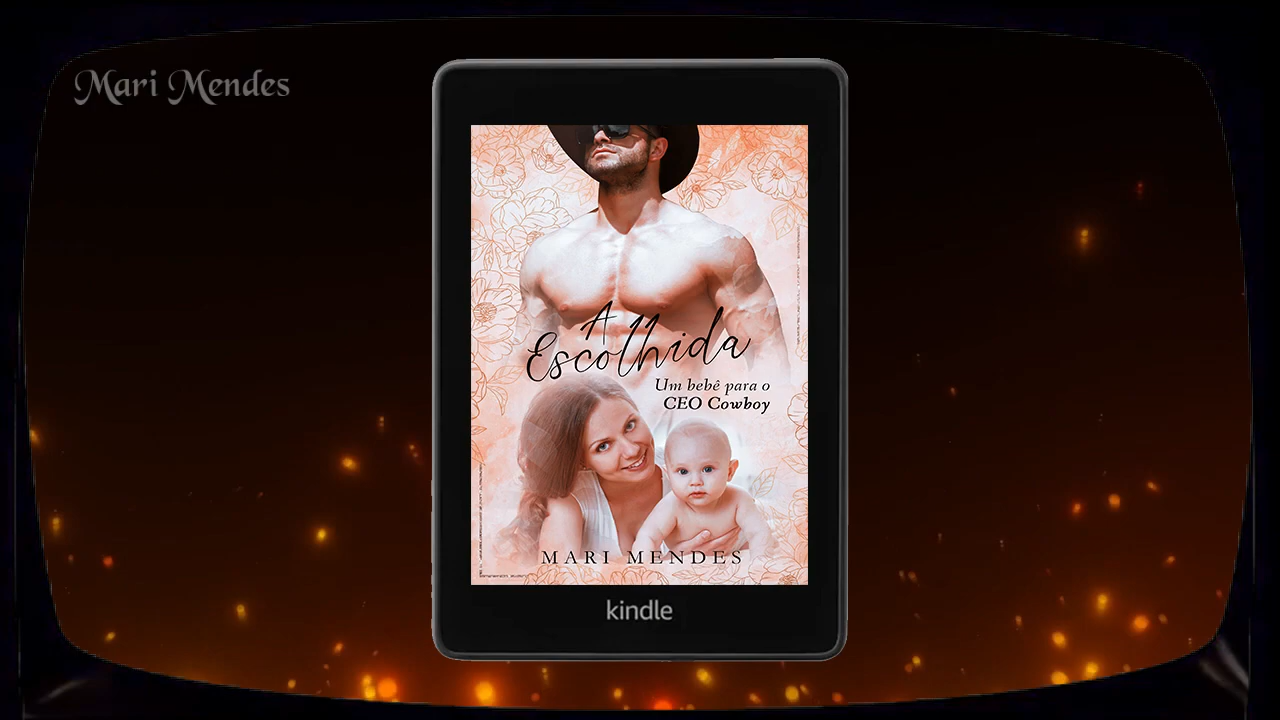 Mari Mendes
A
Escolhida
Um bebê para o
CEO Cowboy
MARI MENDES
kindle